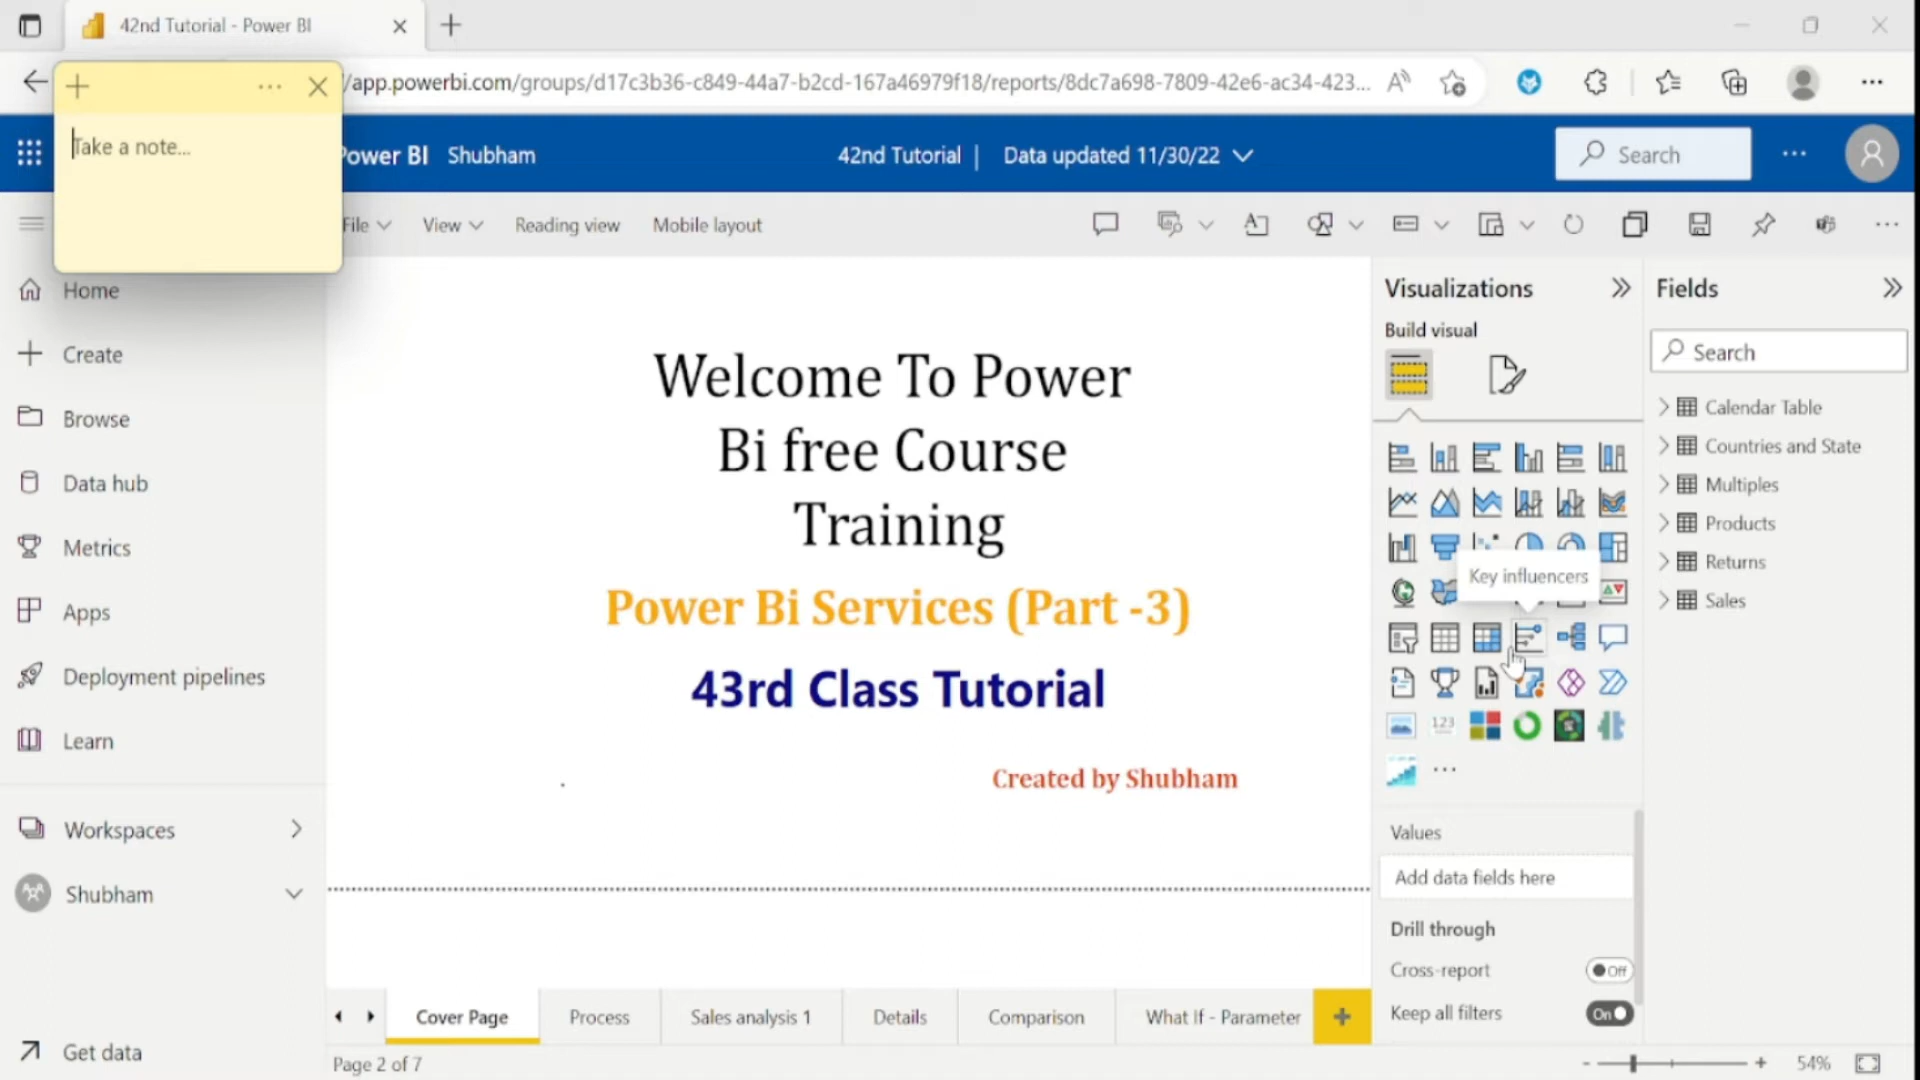 42nd Tutorial - Power BI
/app.powerbi.com/groups/d17c3b36-c849-44a7-b2cd-167a46979f18/reports/8dc7a698-7809-42e6-ac34-423...
Take a note...
Power BI Shubham
42nd Tutorial | Data updated 11/30/22
Search
File View Reading view Mobile layout
Home
Create
Browse
Data hub
Metrics
Apps
Deployment pipelines
Learn
Workspaces
Shubham
Get data
Welcome To Power
Bi free Course
Training
Power Bi Services (Part -3)
43rd Class Tutorial
Created by Shubham
Visualizations
Build visual
Key influencers
123
Values
Add data fields here
Drill through
Cross-report Off
Keep all filters On
Fields
Search
Calendar Table
Countries and State
Multiples
Products
Returns
Sales
Cover Page Process Sales analysis 1 Details Comparison What If - Parameter +
Page 2 of 7
- + 54%